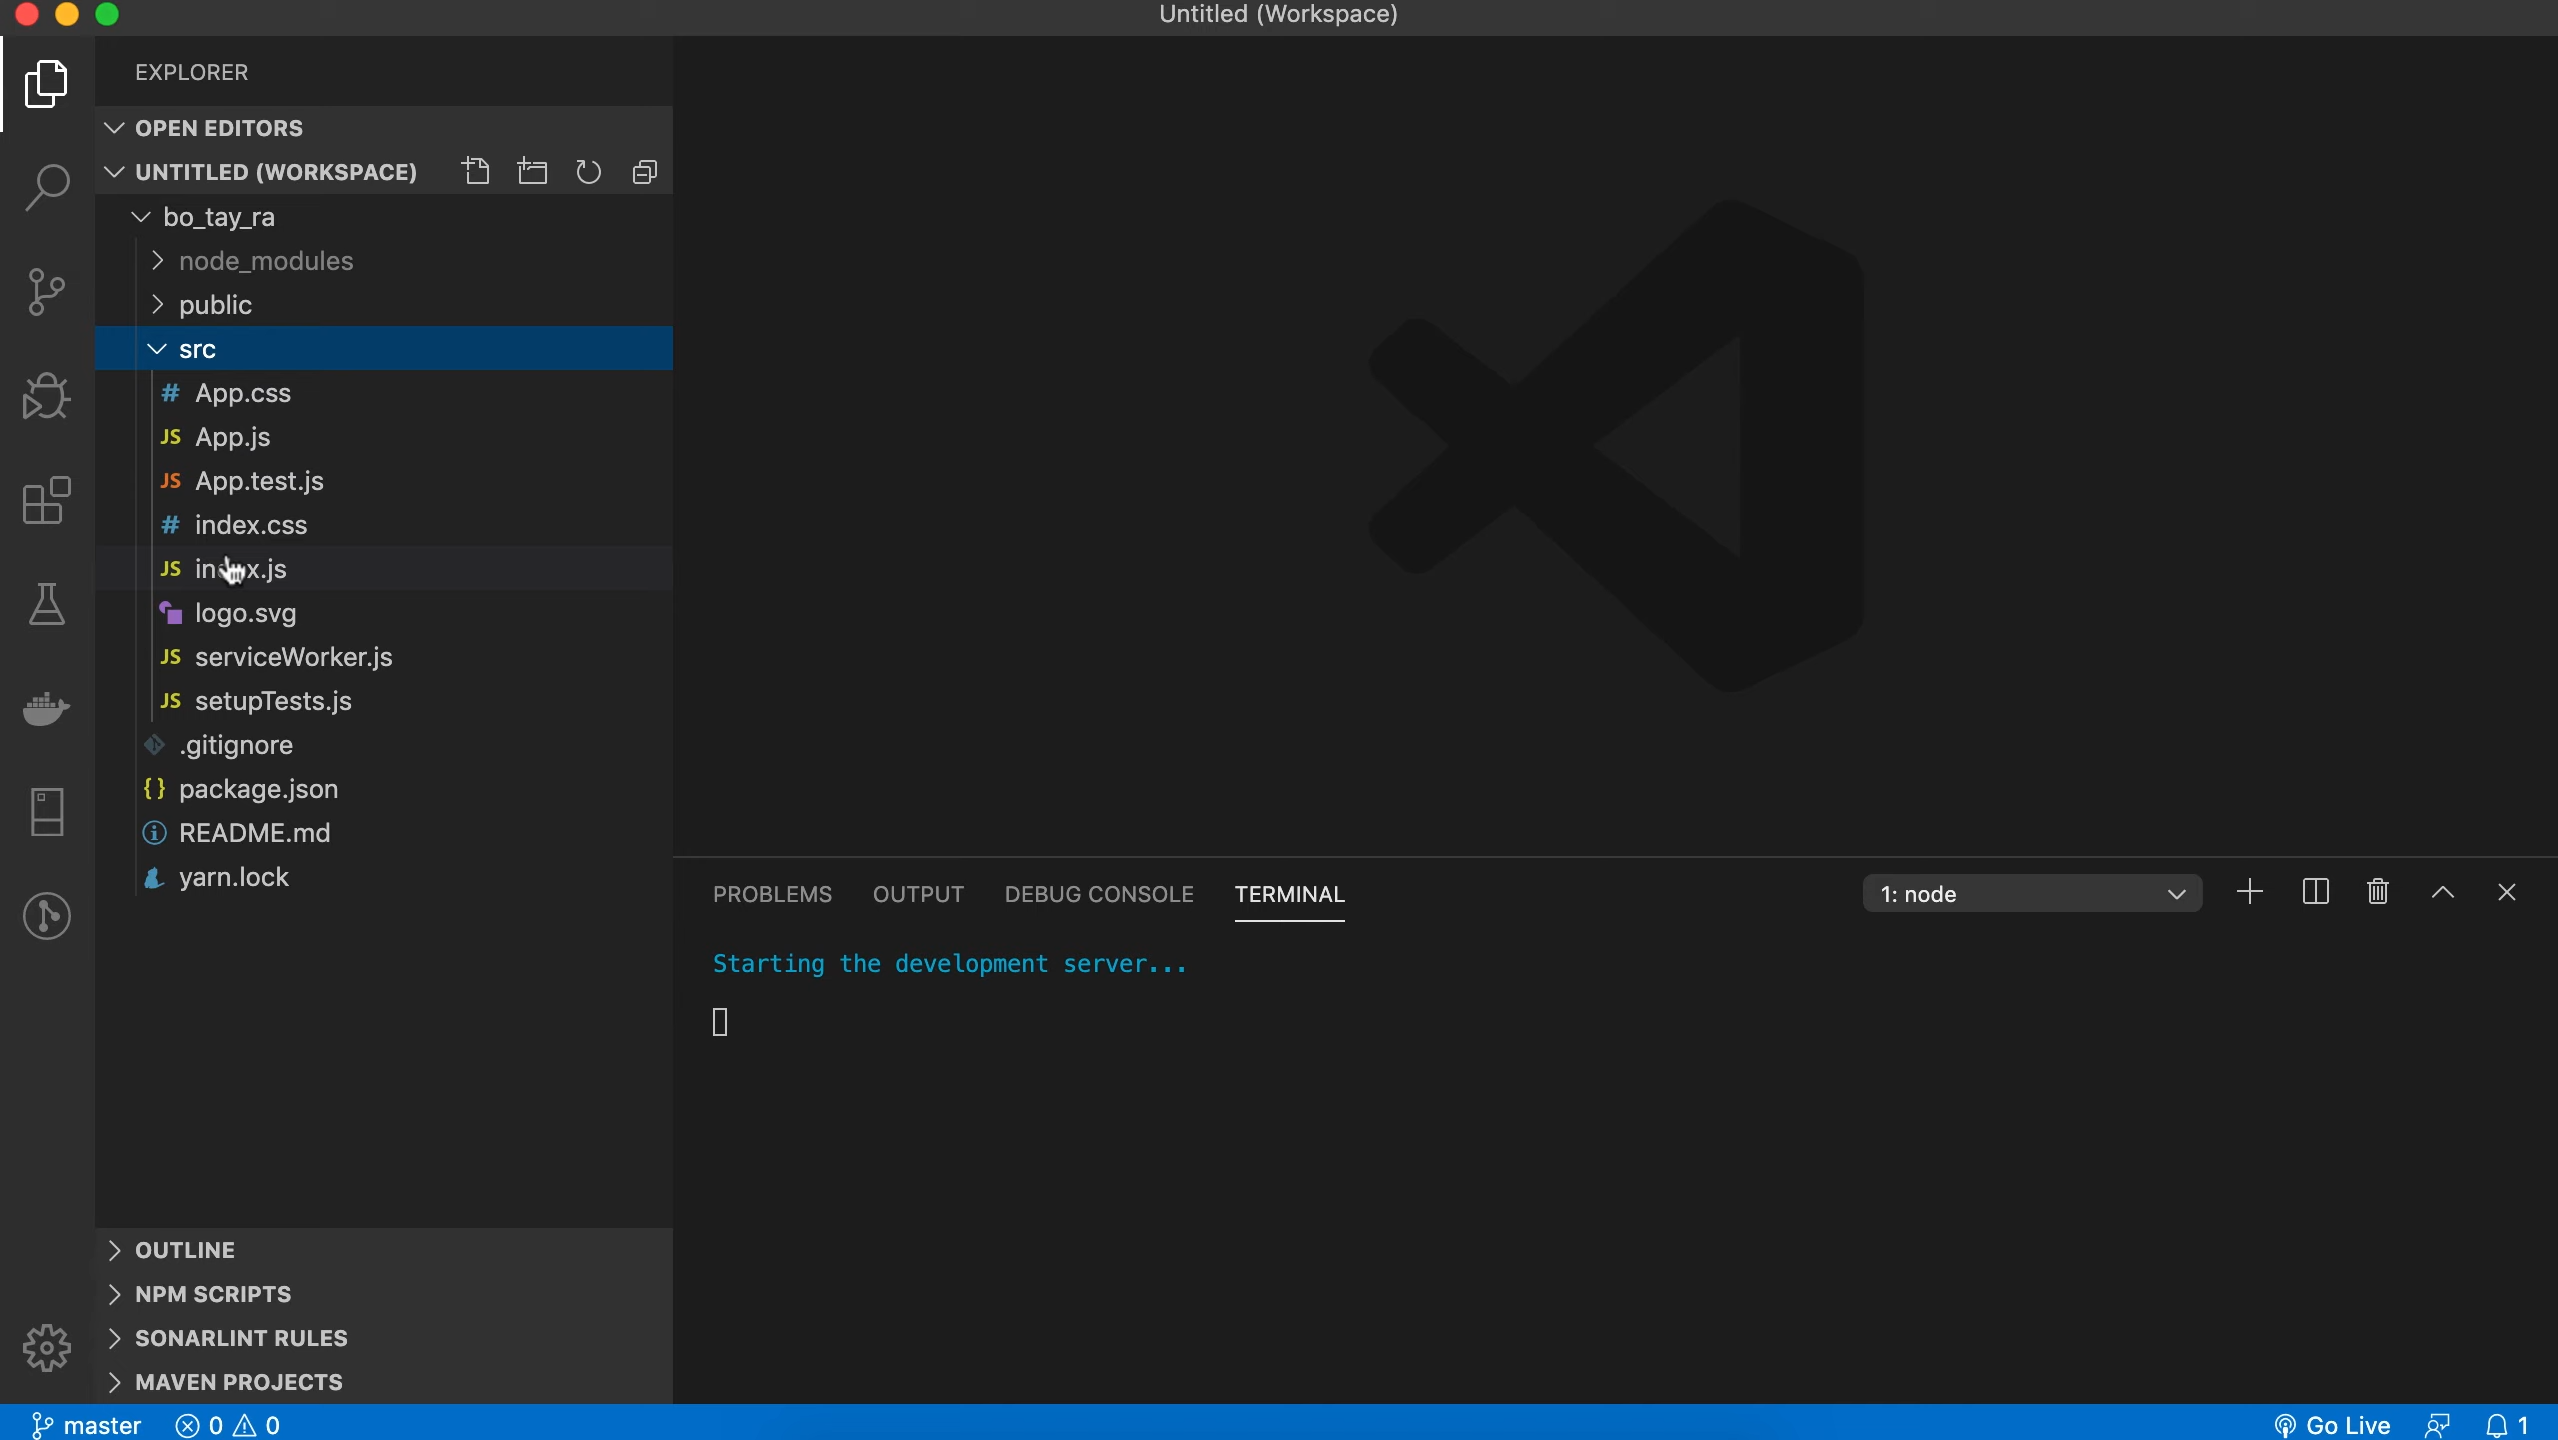 Untitled (Workspace)
EXPLORER
OPEN EDITORS
UNTITLED (WORKSPACE)
bo_tay_ra
node_modules
public
src
# App.css
JS App.js
JS App.test.js
# index.css
JS index.js
logo.svg
JS serviceWorker.js
JS setupTests.js
.gitignore
{} package.json
README.md
yarn.lock
OUTLINE
NPM SCRIPTS
SONARLINT RULES
MAVEN PROJECTS
PROBLEMS OUTPUT DEBUG CONSOLE TERMINAL 1: node
Starting the development server...
master 0 0 Go Live 1